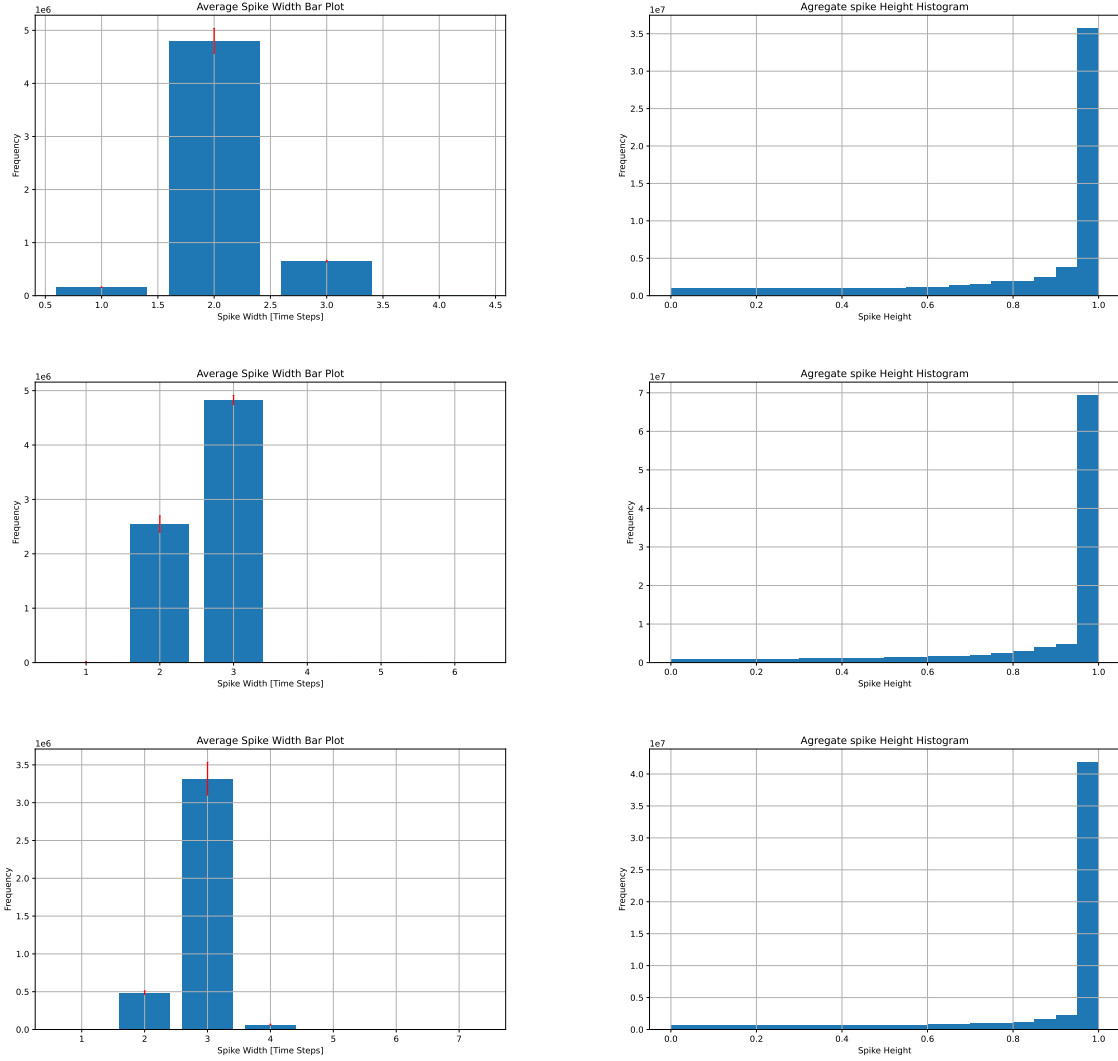 Average Spike Width Bar Plot
1e6
5
4
3
2
1
0
Frequency
0.5 1.0 1.5 2.0 2.5 3.0 3.5 4.0 4.5
Spike Width [Time Steps]
Agregate spike Height Histogram
1e7
3.5
3.0
2.5
2.0
1.5
1.0
0.5
0.0
Frequency
0.0 0.2 0.4 0.6 0.8 1.0
Spike Height
Average Spike Width Bar Plot
1e6
5
4
3
2
1
0
Frequency
1 2 3 4 5 6
Spike Width [Time Steps]
Agregate spike Height Histogram
1e7
7
6
5
4
3
2
1
0
Frequency
0.0 0.2 0.4 0.6 0.8 1.0
Spike Height
Average Spike Width Bar Plot
1e6
3.5
3.0
2.5
2.0
1.5
1.0
0.5
0.0
Frequency
1 2 3 4 5 6 7
Spike Width [Time Steps]
Agregate spike Height Histogram
1e7
4.0
3.5
3.0
2.5
2.0
1.5
1.0
0.5
0.0
Frequency
0.0 0.2 0.4 0.6 0.8 1.0
Spike Height